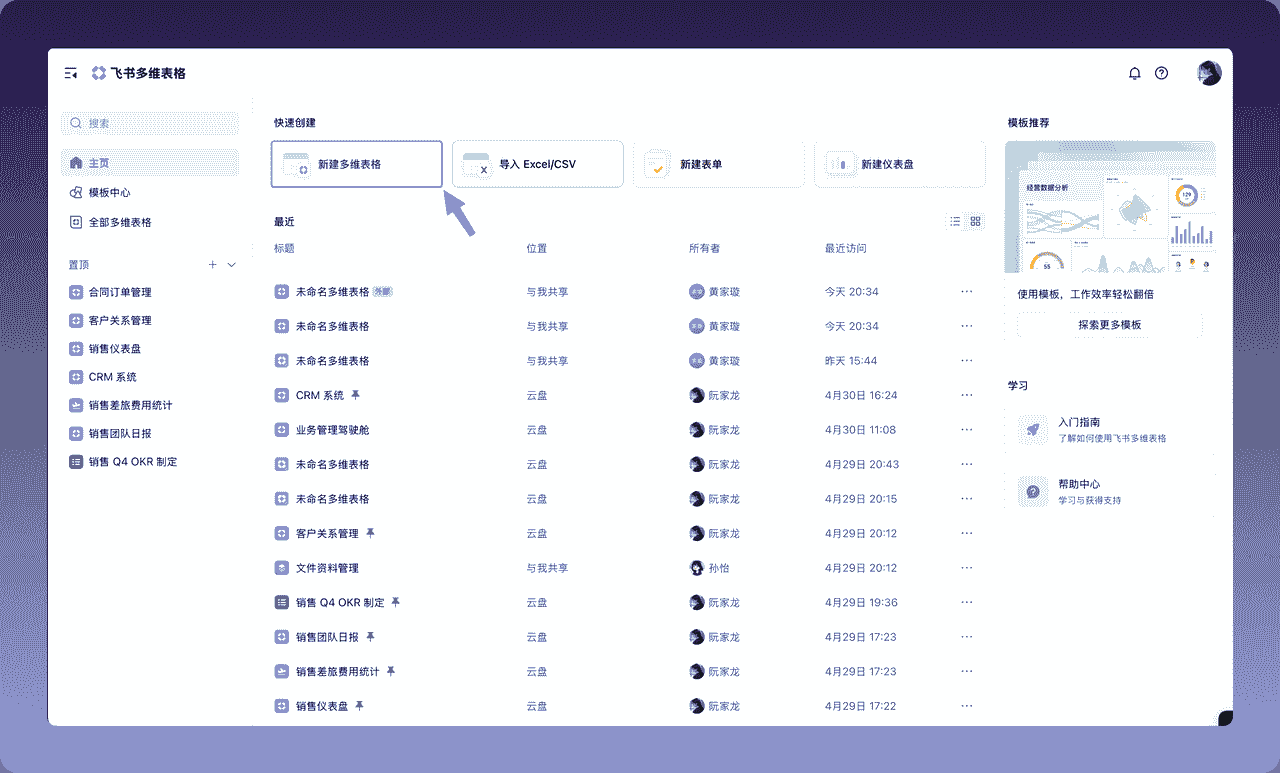 飞书多维表格
搜索
主页
模板中心
全部多维表格
置顶
合同订单管理
客户关系管理
销售仪表盘
CRM 系统
销售差旅费用统计
销售团队日报
销售 Q4 OKR 制定
快速创建
新建多维表格
导入 Excel/CSV
新建表单
新建仪表盘
最近
标题 位置 所有者 最近访问
未命名多维表格 外部 与我共享 黄家璇 今天 20:34
未命名多维表格 与我共享 黄家璇 今天 20:34
未命名多维表格 与我共享 黄家璇 昨天 15:44
CRM 系统 云盘 阮家龙 4月30日 16:24
业务管理驾驶舱 云盘 阮家龙 4月30日 11:08
未命名多维表格 云盘 阮家龙 4月29日 20:43
未命名多维表格 云盘 阮家龙 4月29日 20:15
客户关系管理 云盘 阮家龙 4月29日 20:12
文件资料管理 与我共享 孙怡 4月29日 20:12
销售 Q4 OKR 制定 云盘 阮家龙 4月29日 19:36
销售团队日报 云盘 阮家龙 4月29日 17:23
销售差旅费用统计 云盘 阮家龙 4月29日 17:23
销售仪表盘 云盘 阮家龙 4月29日 17:22
模板推荐
经营数据分析
129
55
使用模板，工作效率轻松翻倍
探索更多模板
学习
入门指南
了解如何使用飞书多维表格
帮助中心
学习与获得支持